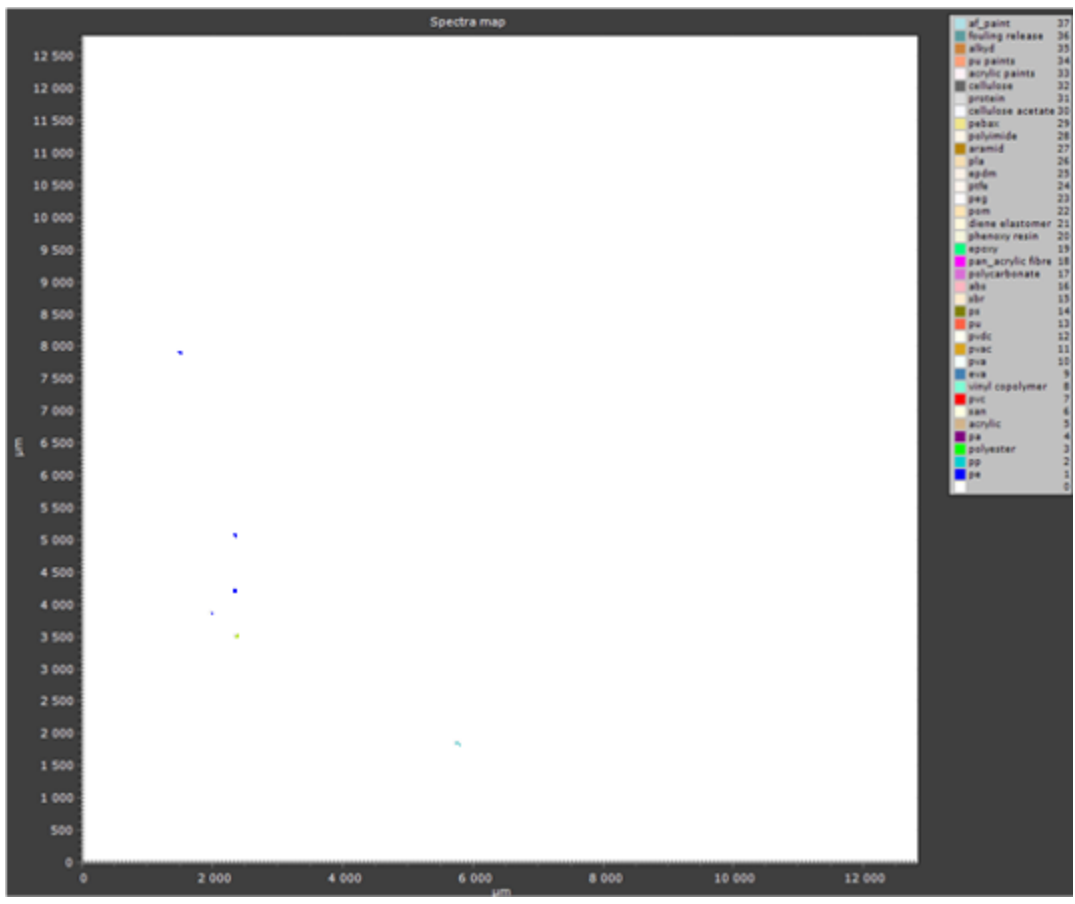 Spectra map
12 500
12 000
11 500
11 000
10 500
10 000
9 500
9 000
8 500
8 000
7 500
7 000
6 500
6 000
5 500
5 000
4 500
4 000
3 500
3 000
2 500
2 000
1 500
1 000
500
0
µm
0 2 000 4 000 6 000 8 000 10 000 12 000
µm
af_paint 37
fouling release 36
alkyd 35
pu paints 34
acrylic paints 33
cellulose 32
protein 31
cellulose acetate 30
pebax 29
polyimide 28
aramid 27
pla 26
epdm 25
ptfe 24
peg 23
pom 22
diene elastomer 21
phenoxy resin 20
epoxy 19
pan_acrylic fibre 18
polycarbonate 17
abs 16
sbr 15
ps 14
pu 13
pvdc 12
pvac 11
pva 10
eva 9
vinyl copolymer 8
pvc 7
san 6
acrylic 5
pa 4
polyester 3
pp 2
pe 1
0